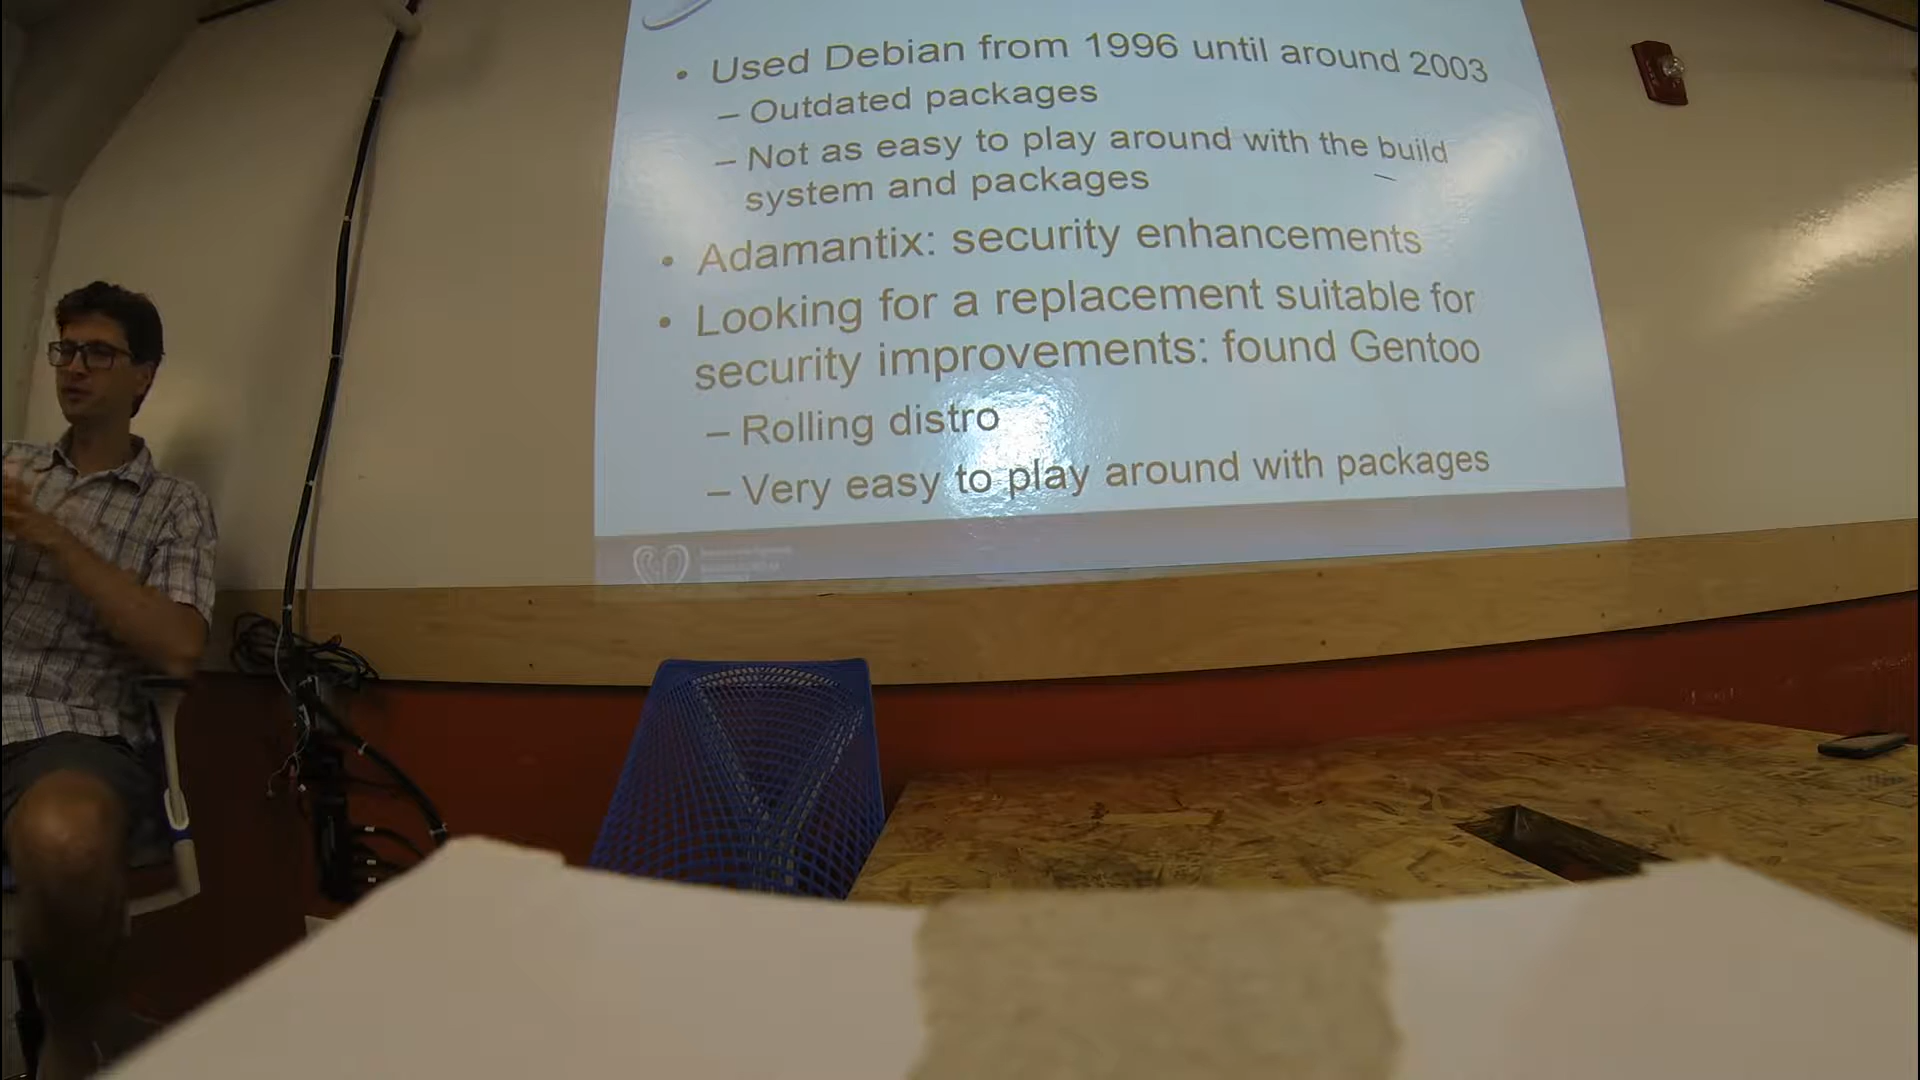 • Used Debian from 1996 until around 2003
– Outdated packages
– Not as easy to play around with the build
system and packages
• Adamantix: security enhancements
• Looking for a replacement suitable for
security improvements: found Gentoo
– Rolling distro
– Very easy to play around with packages